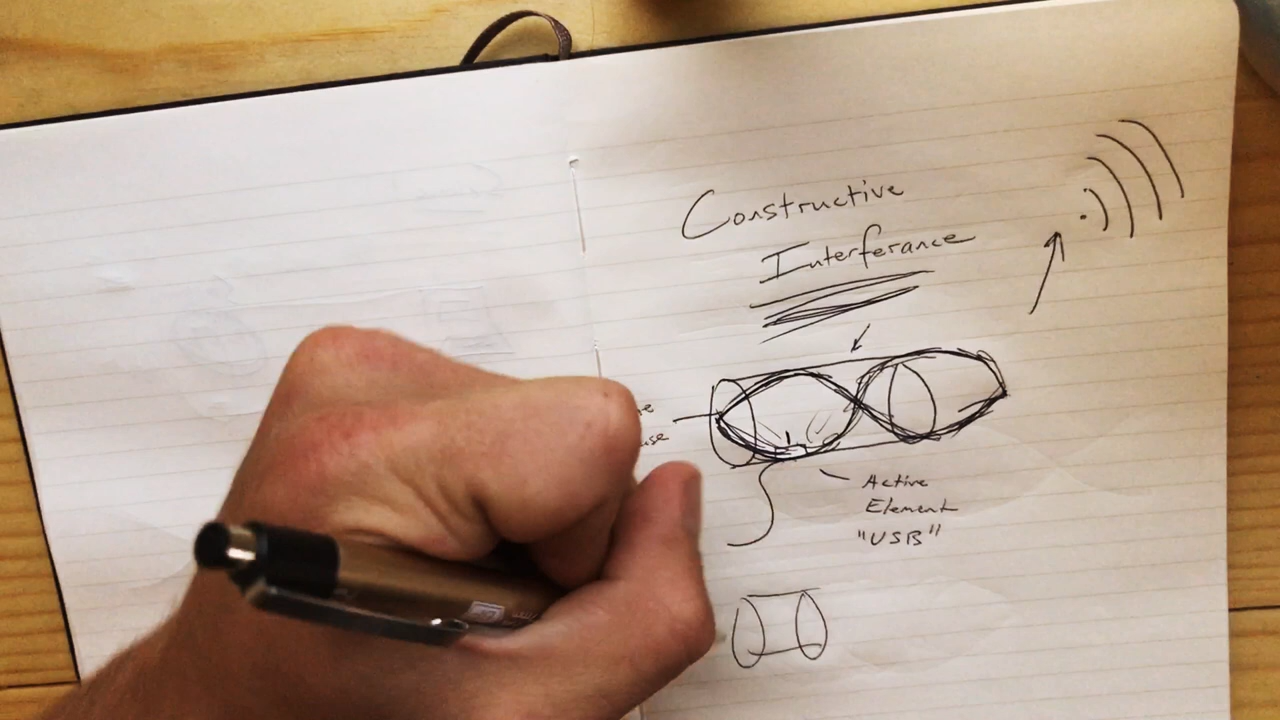 Constructive
Interferance
Active
Element
"USB"